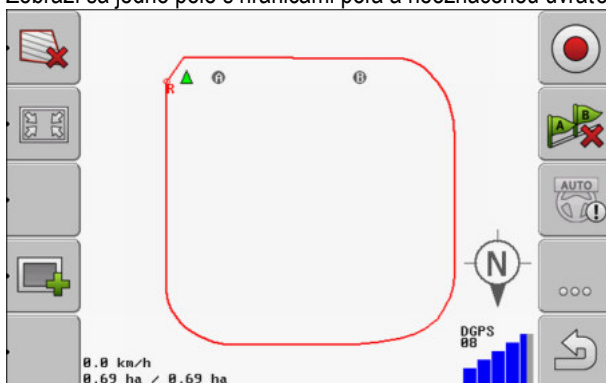 Zobrazí sa jedno pole s hranicami poľa a neoznačenou úvraťo
A
B
R
A
B
AUTO
N
DGPS
08
0.0 km/h
0.69 ha / 0.69 ha